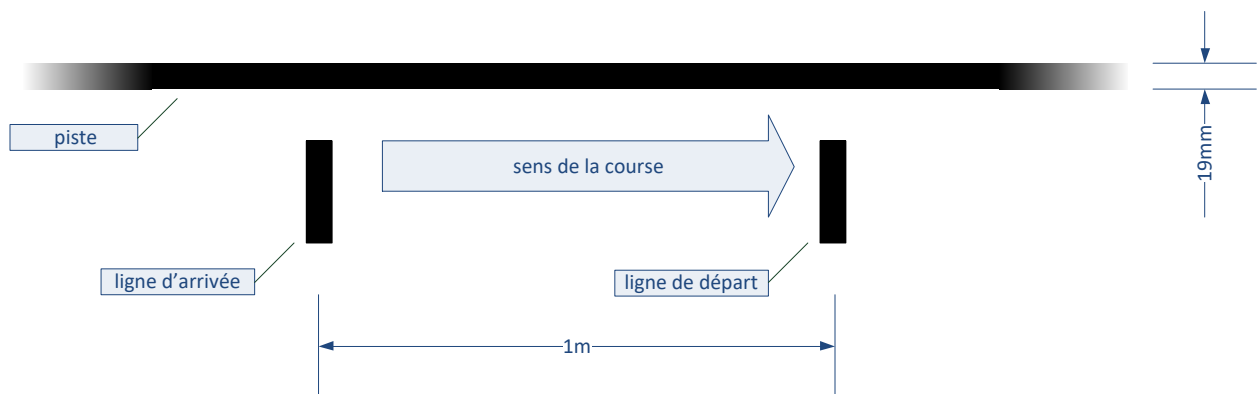 piste
sens de la course
19mm
ligne d’arrivée
ligne de départ
1m